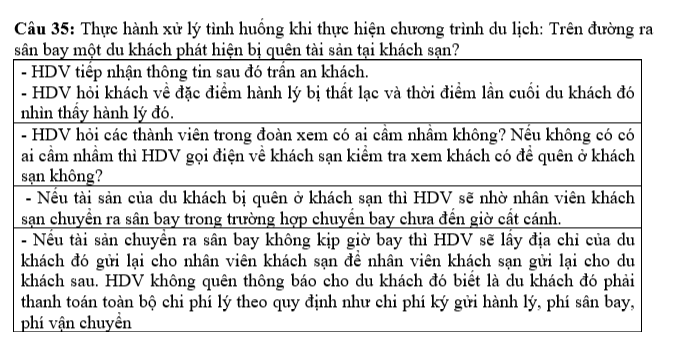 Câu 35: Thực hành xử lý tình huống khi thực hiện chương trình du lịch: Trên đường ra
sân bay một du khách phát hiện bị quên tài sản tại khách sạn?
- HDV tiếp nhận thông tin sau đó trấn an khách.
- HDV hỏi khách về đặc điểm hành lý bị thất lạc và thời điểm lần cuối du khách đó
nhìn thấy hành lý đó.
- HDV hỏi các thành viên trong đoàn xem có ai cầm nhầm không? Nếu không có có
ai cầm nhầm thì HDV gọi điện về khách sạn kiểm tra xem khách có để quên ở khách
sạn không?
- Nếu tài sản của du khách bị quên ở khách sạn thì HDV sẽ nhờ nhân viên khách
sạn chuyển ra sân bay trong trường hợp chuyến bay chưa đến giờ cất cánh.
- Nếu tài sản chuyển ra sân bay không kịp giờ bay thì HDV sẽ lấy địa chỉ của du
khách đó gửi lại cho nhân viên khách sạn để nhân viên khách sạn gửi lại cho du
khách sau. HDV không quên thông báo cho du khách đó biết là du khách đó phải
thanh toán toàn bộ chi phí lý theo quy định như chi phí ký gửi hành lý, phí sân bay,
phí vận chuyển